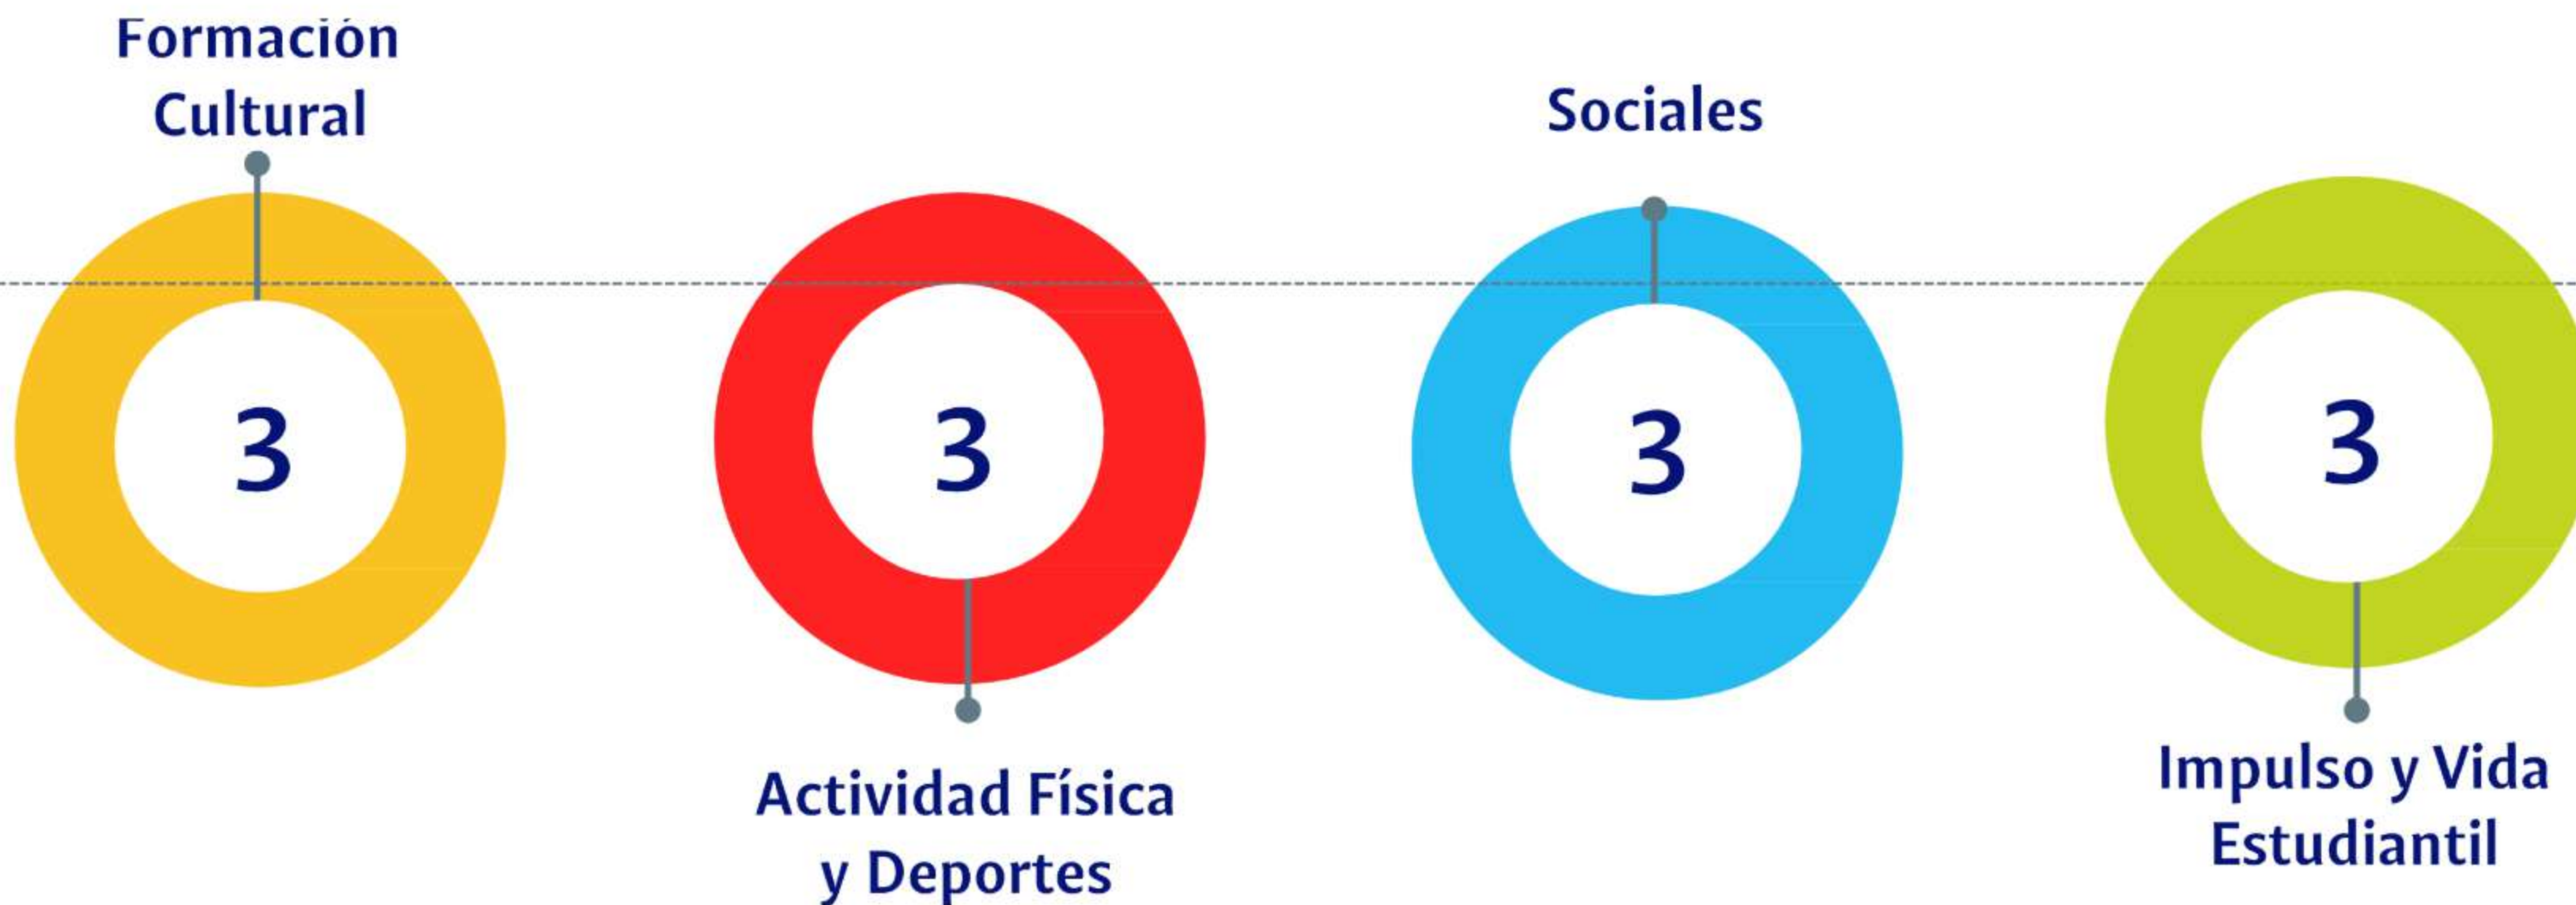 Formación
Cultural
3
3
Actividad Física
y Deportes
Sociales
3
3
Impulso y Vida
Estudiantil